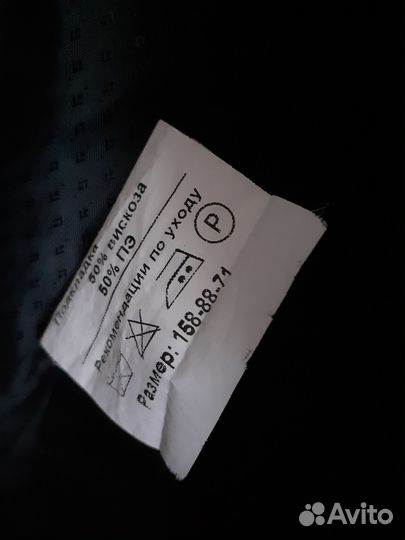 Подкладка
50% вискоза
50% ПЭ
Рекомендации по уходу
P
Размер: 158-88-71
Avito